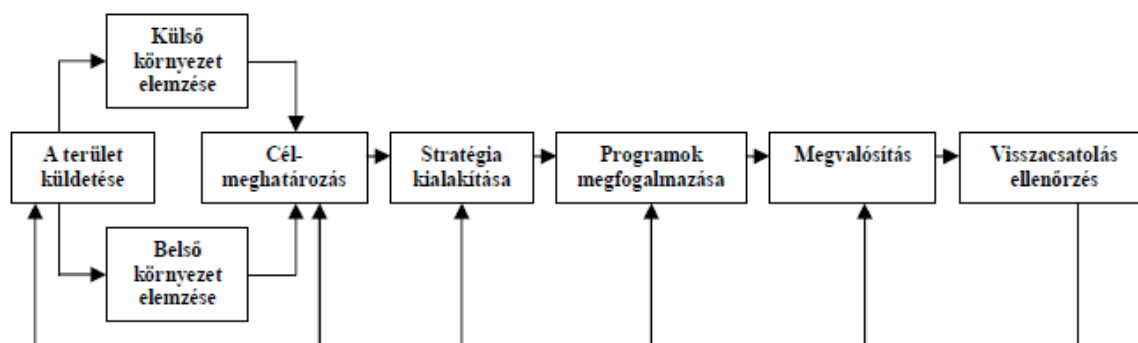 Külső
környezet
elemzése
A terület
küldetése
Belső
környezet
elemzése
Cél-
meghatározás
Stratégia
kialakítása
Programok
megfogalmazása
Megvalósítás
Visszacsatolás
ellenőrzés